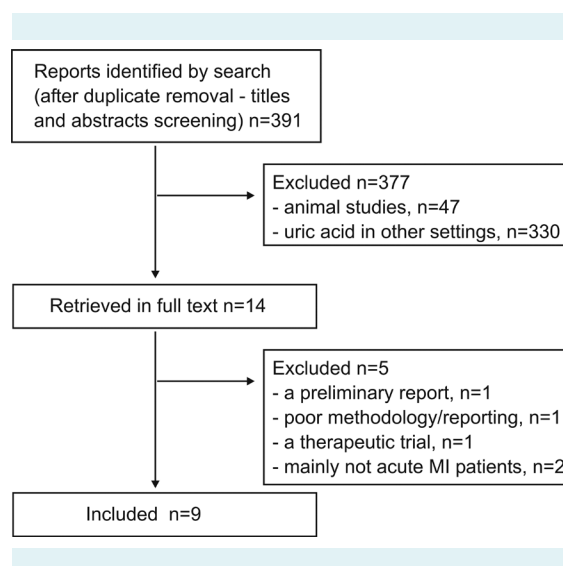 Reports identified by search
(after duplicate removal - titles
and abstracts screening) n=391
Excluded n=377
- animal studies, n=47
- uric acid in other settings, n=330
Retrieved in full text n=14
Excluded n=5
- a preliminary report, n=1
- poor methodology/reporting, n=1
- a therapeutic trial, n=1
- mainly not acute MI patients, n=2
Included n=9